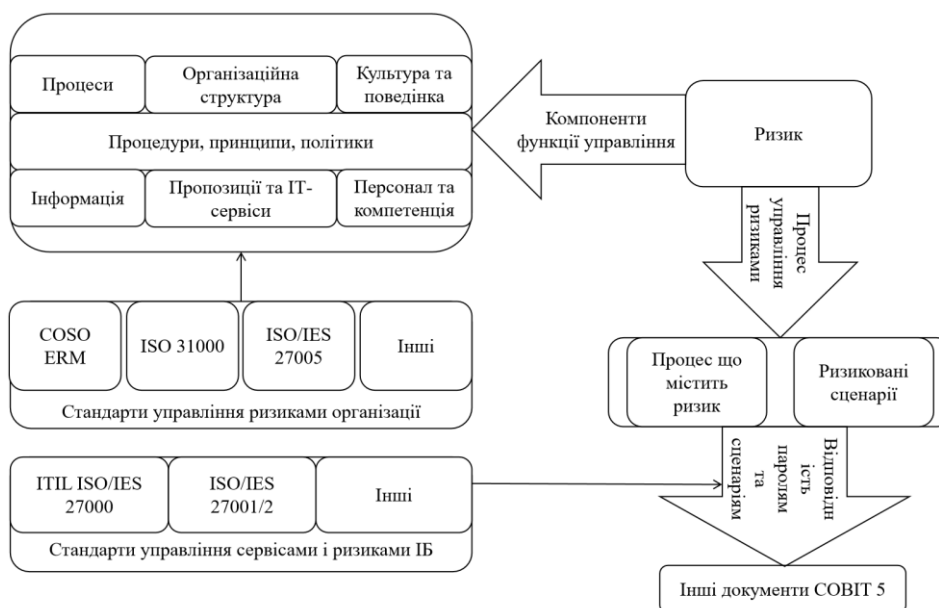 Процеси
Організаційна
структура
Культура та
поведінка
Процедури, принципи, політики
Інформація
Пропозиції та ІТ-
сервіси
Персонал та
компетенція
Компоненти
функції управління
Ризик
Процес
управління
ризиками
COSO
ERM
ISO 31000
ISO/IES
27005
Інші
Стандарти управління ризиками організації
Процес що
містить
ризик
Ризиковані
сценарії
Відповідн
ість
паролям
та
сценаріям
ITIL ISO/IES
27000
ISO/IES
27001/2
Інші
Стандарти управління сервісами і ризиками ІБ
Інші документи COBIT 5